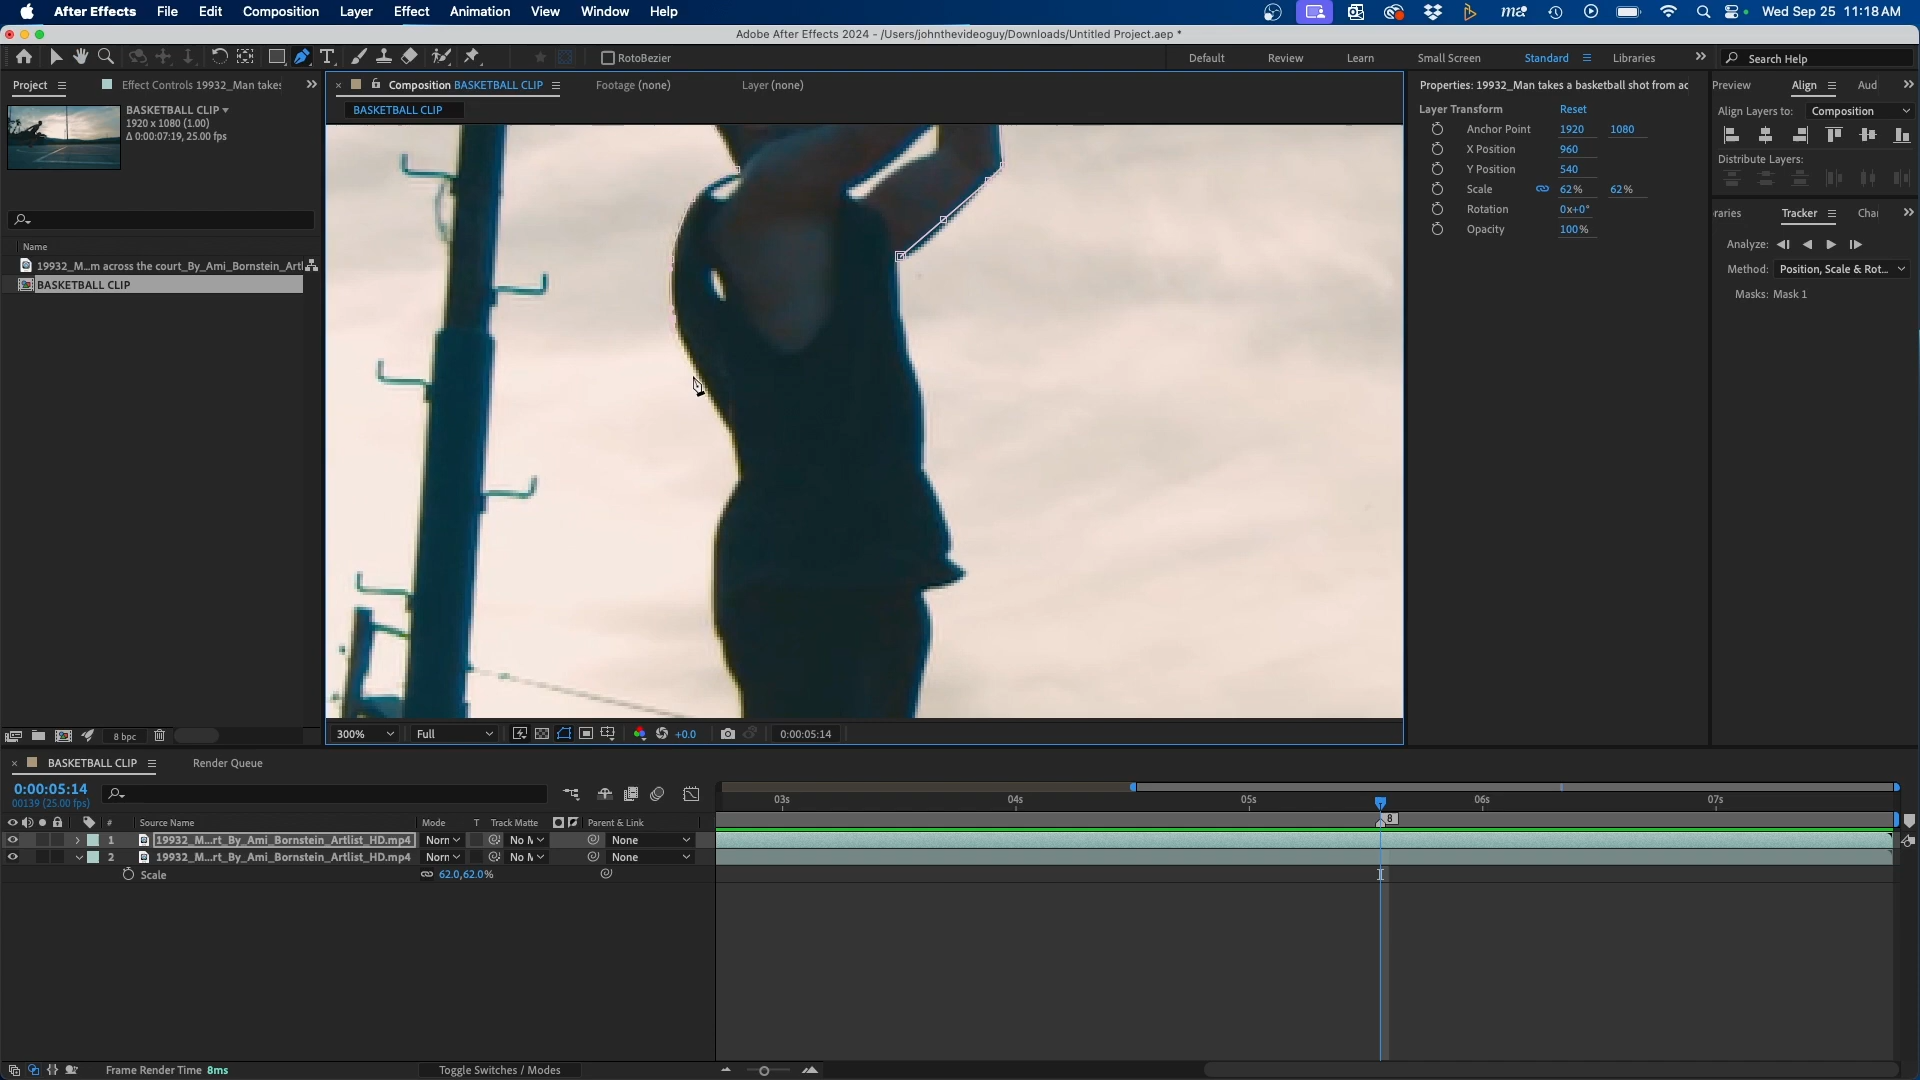 After Effects File Edit Composition Layer Effect Animation View Window Help
Wed Sep 25 11:18 AM
Adobe After Effects 2024 - /Users/johnthevideoguy/Downloads/Untitled Project.aep *
RotoBezier
Default Review Learn Small Screen Standard Libraries
Search Help
Project
Effect Controls 19932_Man takes
BASKETBALL CLIP
1920 x 1080 (1.00)
Δ 0:00:07:19, 25.00 fps
Name
19932_M...m across the court_By_Ami_Bornstein_Artl
BASKETBALL CLIP
8 bpc
Composition BASKETBALL CLIP
Footage (none)
Layer (none)
BASKETBALL CLIP
300%
Full
+0.0
0:00:05:14
Properties: 19932_Man takes a basketball shot from ac
Layer Transform Reset
Anchor Point 1920 1080
X Position 960
Y Position 540
Scale 62% 62%
Rotation 0x+0°
Opacity 100%
Preview Align Aud
Align Layers to: Composition
Distribute Layers:
raries Tracker Cha
Analyze:
Method: Position, Scale & Rot...
Masks: Mask 1
BASKETBALL CLIP
Render Queue
0:00:05:14
00139 (25.00 fps)
# Source Name Mode T Track Matte Parent & Link
1 19932_M...rt_By_Ami_Bornstein_Artlist_HD.mp4 Norn No M None
2 19932_M...rt_By_Ami_Bornstein_Artlist_HD.mp4 Norn No M None
Scale 62.0,62.0%
03s 04s 05s 06s 07s
8
Frame Render Time 8ms
Toggle Switches / Modes